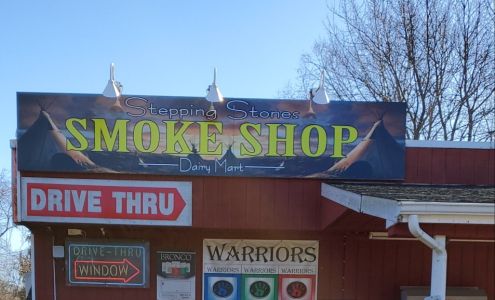 Stepping Stones
SMOKE SHOP
Dairy Mart
DRIVE THRU
DRIVE-THRU
WINDOW
BRONCO
WARRIORS
WARRIORS WARRIORS WARRIORS